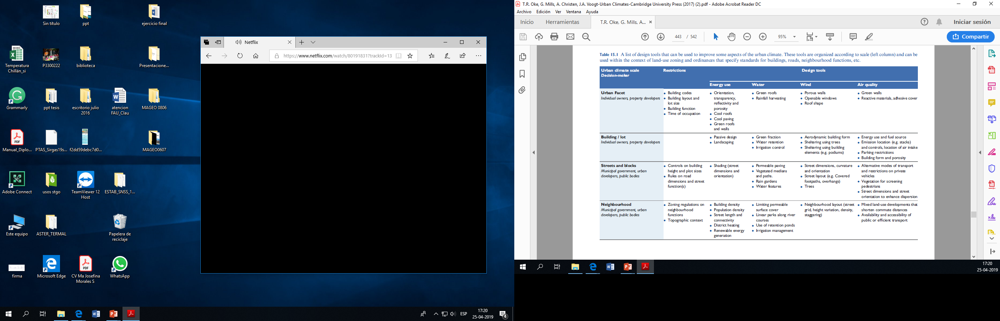 Sin título
ppt
ejercicio final
Temperatura
Chillán_si
P3300222
biblioteca
Presentacione...
Grammarly
ppt tesis
escritorio julio
2016
atencion
FAU_Clau
MAGEO 0806
Manual_Diplo...
PTAS_Sirgas19s...
f2dd59debc7d0...
MAGEO0607
Adobe Connect
usos stgo
TeamViewer 12
Host
ESTAB_SNSS_1...
Este equipo
ASTER_TERMAL
Papelera de
reciclaje
firma
Microsoft Edge
CV Ma Josefina
Morales S
WhatsApp
Netflix
https://www.netflix.com/watch/80191831?trackId=13
ESP
17:20
25-04-2019
4
T.R. Oke, G. Mills, A. Christen, J.A. Voogt-Urban Climates-Cambridge University Press (2017) (2).pdf - Adobe Acrobat Reader DC
Archivo Edición Ver Ventana Ayuda
Inicio Herramientas T.R. Oke, G. Mills, A... Iniciar sesión
443 / 542 95% Compartir
Table 15.1 A list of design tools that can be used to improve some aspects of the urban climate. These tools are organized according to scale (left column) and can be
used within the context of land-use zoning and ordinances that specify standards for buildings, roads, neighbourhood functions, etc.
Urban climate scale
Decision-maker
Restrictions
Design tools
Energy use
Water
Wind
Air quality
Urban Facet
Individual owners, property developers
• Building codes
• Building layout and
lot size
• Building function
• Time of occupation
• Orientation,
transparency,
reflectivity and
porosity
• Cool roofs
• Cool paving
• Green roofs
and walls
• Green roofs
• Rainfall harvesting
• Porous walls
• Openable windows
• Roof shape
• Green walls
• Reactive materials, adhesive cover
Building / lot
Individual owners, property developers
• Passive design
• Landscaping
• Green fraction
• Water retention
• Irrigation control
• Aerodynamic building form
• Sheltering using trees
• Sheltering using building
elements (e.g. podiums)
• Energy use and fuel source
• Emission location (e.g. stacks)
and controls, location of air intake
• Parking restrictions
• Building form and porosity
Streets and blocks
Municipal government, urban
developers, public bodies
• Controls on building
height and plot sizes
• Rules on road
dimensions and street
function(s)
• Shading (street
dimensions and
orientation)
• Permeable paving
• Vegetated medians
and paths.
• Rain gardens
• Water features
• Street dimensions, curvature
and orientation
• Street layout (e.g. Covered
footpaths, overhangs)
• Trees
• Alternative modes of transport
and restrictions on private
vehicles
• Vegetation for screening
pedestrians
• Street dimensions and street
orientation to enhance dispersion
Neighbourhood
Municipal government, urban
developers, public bodies
• Zoning regulations on
neighbourhood
functions
• Topographic context
• Building density
• Population density
• Street length and
connectivity
• District heating
• Renewable energy
generation
• Limiting permeable
surface cover
• Linear parks along river
courses
• Use of retention ponds
• Irrigation management
• Neighbourhood layout (street
grid, height variation, density,
staggering)
• Mixed land-use developments that
shorten commute distances
• Availability and accessibility of
public or efficient transport
17:20
25-04-2019